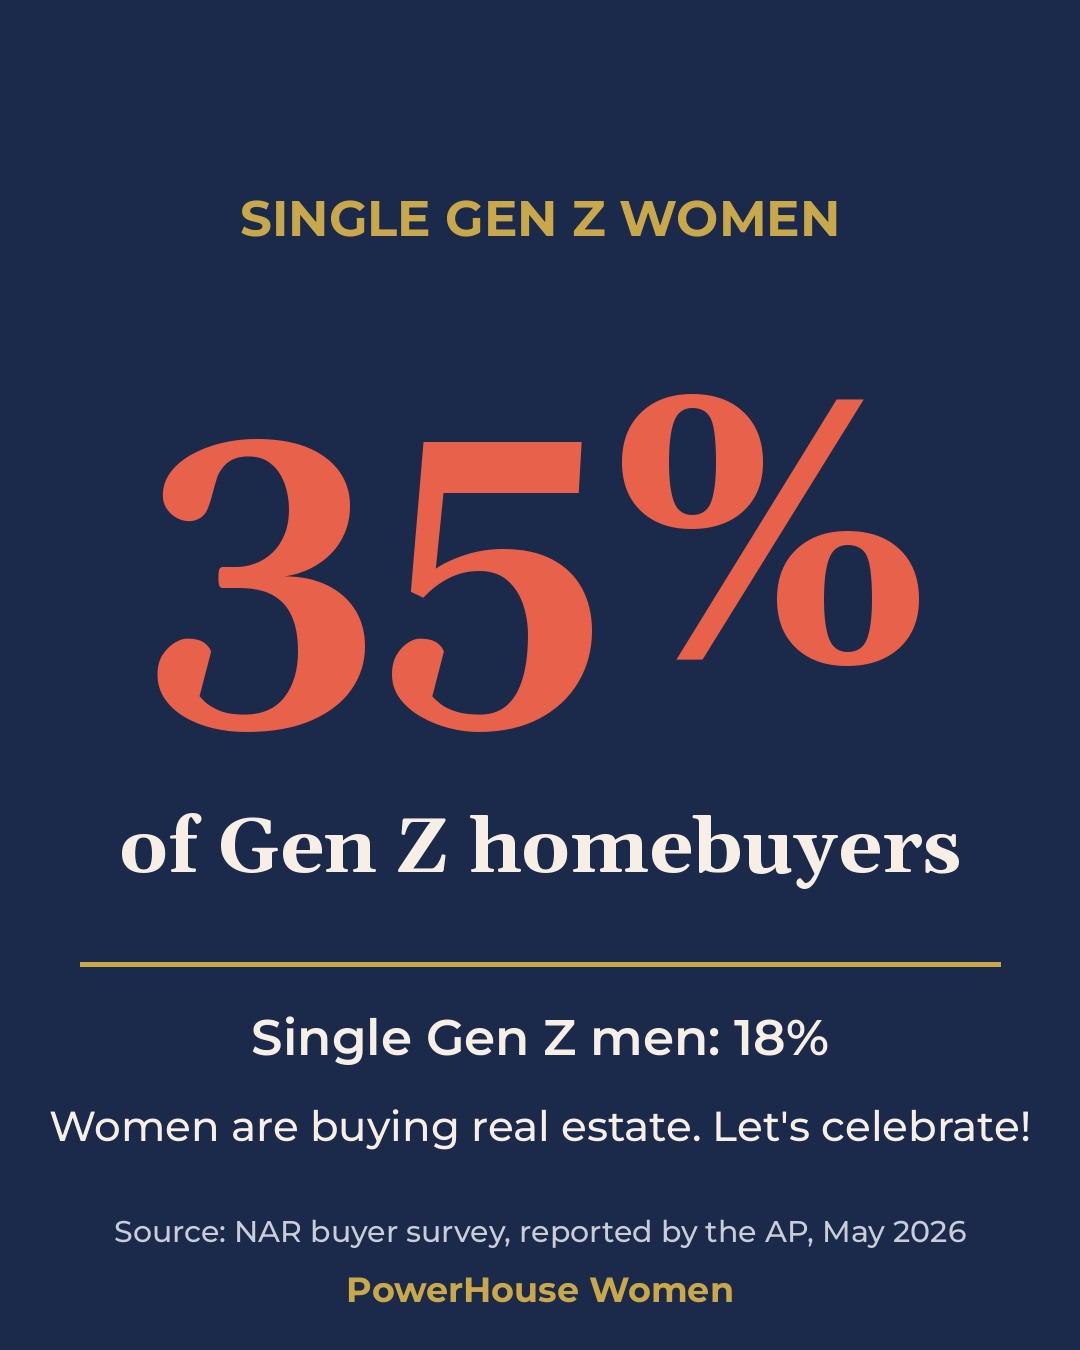 SINGLE GEN Z WOMEN
35%
of Gen Z homebuyers
Single Gen Z men: 18%
Women are buying real estate. Let's celebrate!
Source: NAR buyer survey, reported by the AP, May 2026
PowerHouse Women